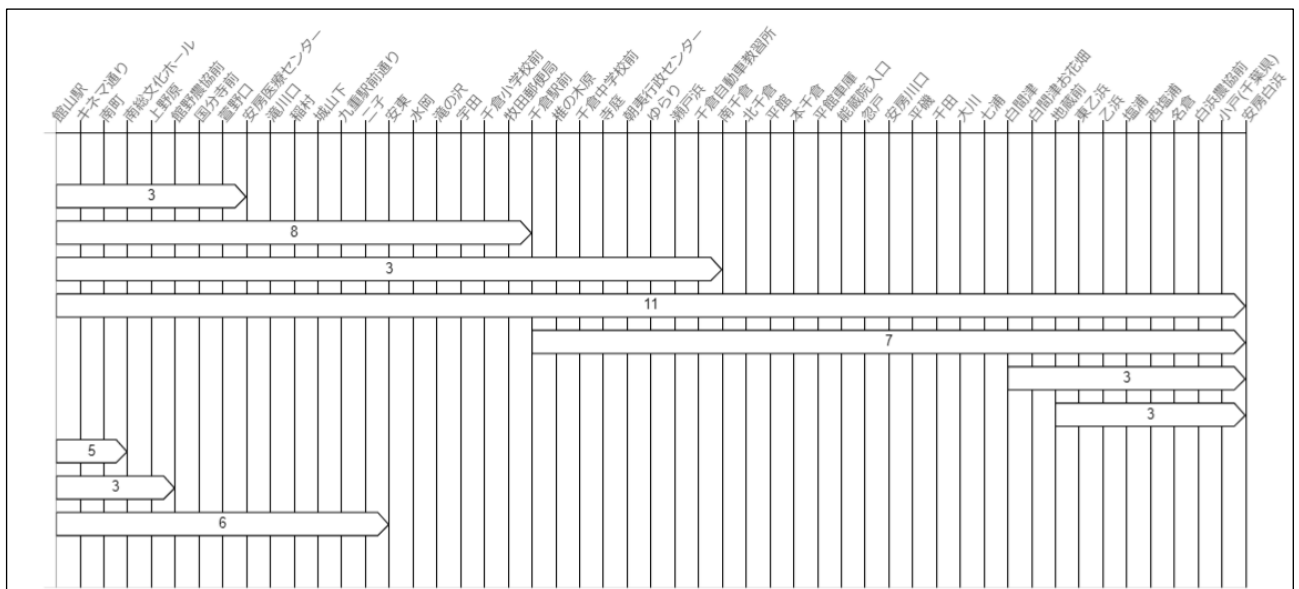 館山駅
キネマ通り
南町
南総文化ホール
上野原
館野農協前
国分寺前
萱野口
安房医療センター
滝川口
稲村
城山下
九重駅前通り
二子
安東
水岡
滝の沢
宇田
千倉小学校前
牧田郵便局
千倉駅前
椎の木原
千倉中学校前
寺庭
朝夷行政センター
ゆらり
瀬戸浜
千倉自動車教習所
南千倉
北千倉
平舘
本千倉
平舘車庫
能蔵院入口
忽戸
安房川口
平磯
千田
大川
七浦
白間津
白間津お花畑
地蔵前
東乙浜
乙浜
塩浦
西塩浦
名倉
白浜農協前
小戸(千葉県)
安房白浜
3
8
3
11
7
3
3
5
3
6